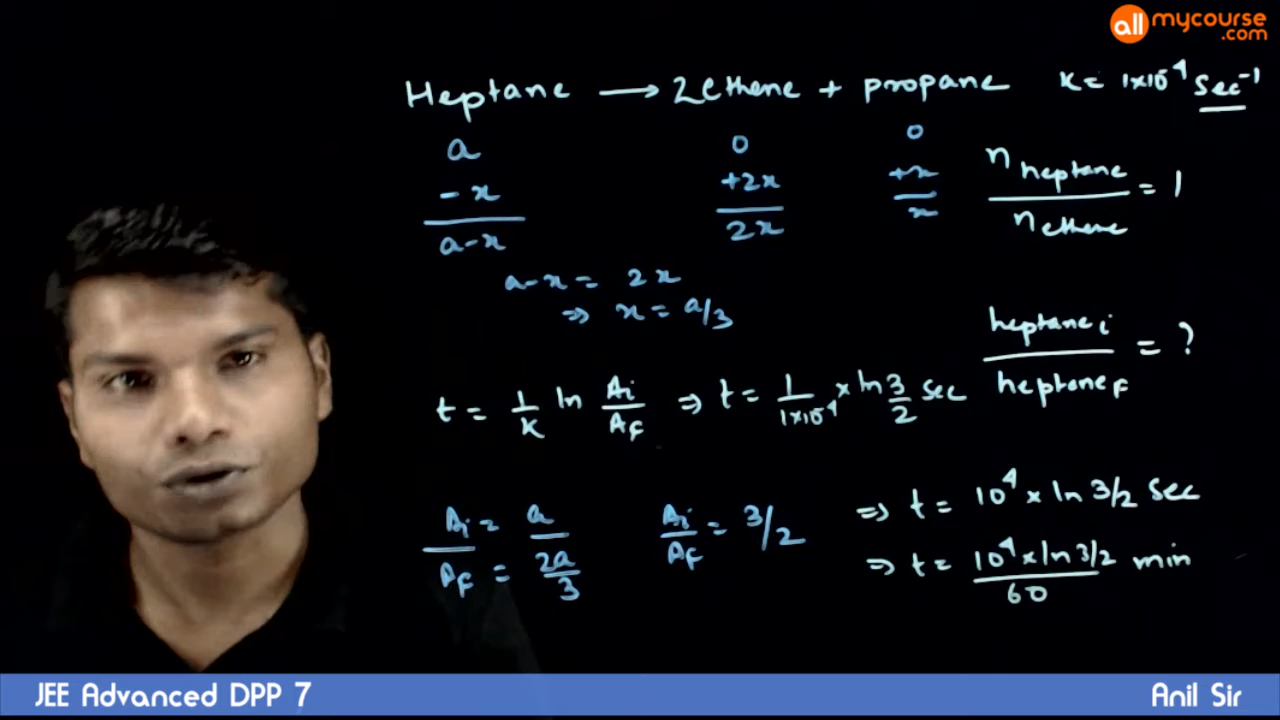 all mycourse
.com
Heptane → 2ethene + propane K = 1×10⁻⁴ sec⁻¹
a 0 0
-x +2x +x
a-x 2x x
n heptane / n ethene = 1
a-x = 2x
⇒ x = a/3
heptane i / heptane F = ?
t = 1/K ln Ai/AF ⇒ t = 1/1×10⁻⁴ × ln 3/2 sec
Ai = a
AF = 2a/3
Ai/AF = 3/2
⇒ t = 10⁴ × ln 3/2 sec
⇒ t = 10⁴ × ln 3/2 / 60 min
JEE Advanced DPP 7
Anil Sir